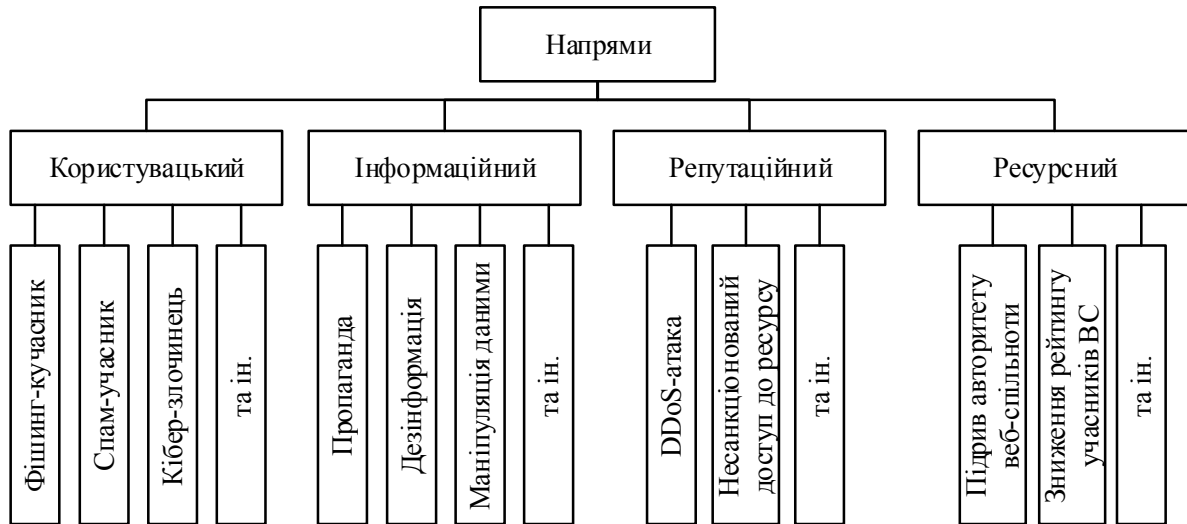 Напрями
Користувацький
Інформаційний
Репутаційний
Ресурсний
Фішинг-кучасник
Спам-учасник
Кібер-злочинець
та ін.
Пропаганда
Дезінформація
Маніпуляція даними
та ін.
DDoS-атака
Несанкціонований
доступ до ресурсу
та ін.
Підрив авторитету
веб-спільноти
Зниження рейтингу
учасників ВС
та ін.